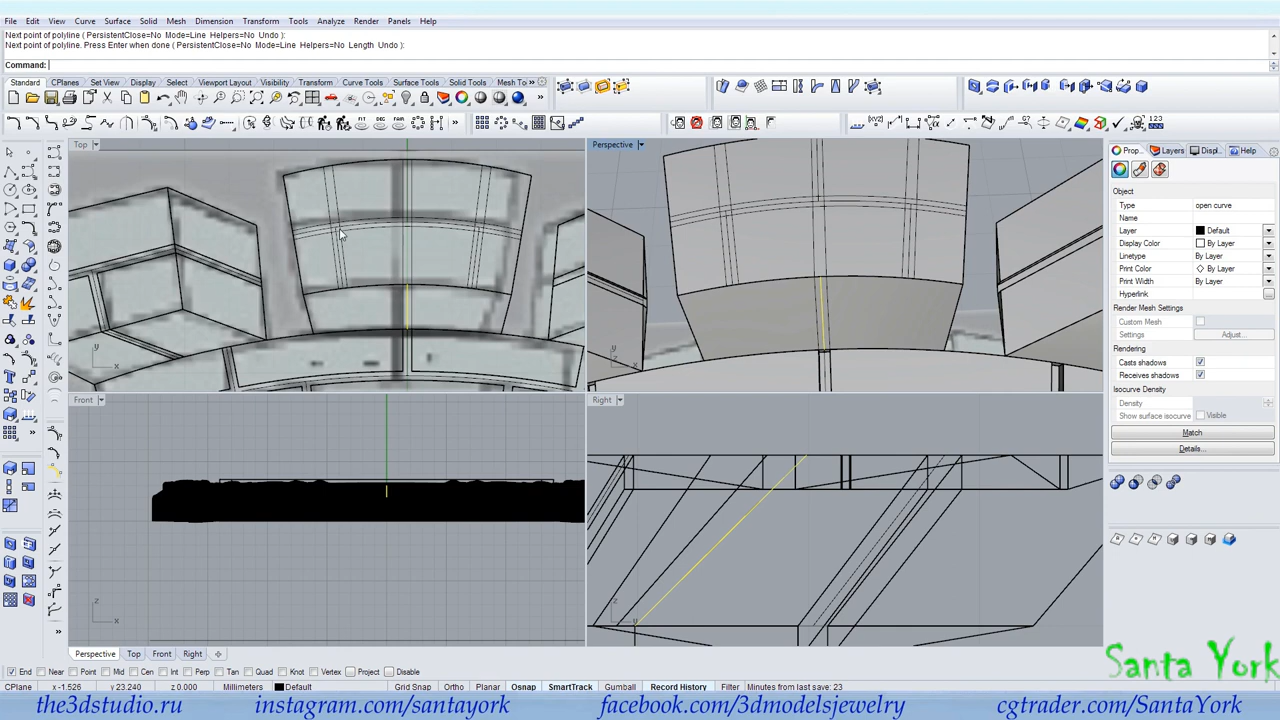 File Edit View Curve Surface Solid Mesh Dimension Transform Tools Analyze Render Panels Help
Next point of polyline ( PersistentClose=No Mode=Line Helpers=No Undo ):
Next point of polyline. Press Enter when done ( PersistentClose=No Mode=Line Helpers=No Length Undo ):
Command:
Standard CPlanes Set View Display Select Viewport Layout Visibility Transform Curve Tools Surface Tools Solid Tools Mesh To
Top
Perspective
Prop... Layers Displ... Help
Object
Type open curve
Name
Layer Default
Display Color By Layer
Linetype By Layer
Print Color By Layer
Print Width By Layer
Hyperlink ...
Render Mesh Settings
Custom Mesh
Settings Adjust...
Rendering
Casts shadows
Receives shadows
Isocurve Density
Density
Show surface isocurve Visible
Match
Details...
y
x
z
y
x
Front
Right
z
x
z
y
Perspective Top Front Right
End Near Point Mid Cen Int Perp Tan Quad Knot Vertex Project Disable
CPlane x -1.526 y 23.240 z 0.000 Millimeters Default Grid Snap Ortho Planar Osnap SmartTrack Gumball Record History Filter Minutes from last save: 23
Santa York
the3dstudio.ru instagram.com/santayork facebook.com/3dmodelsjewelry cgtrader.com/SantaYork